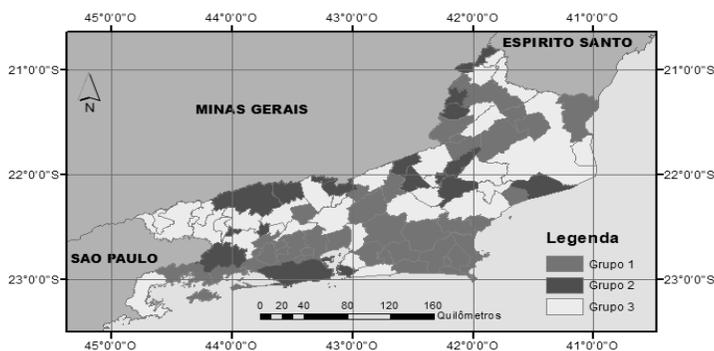 45°0'0"O 44°0'0"O 43°0'0"O 42°0'0"O 41°0'0"O
ESPIRITO SANTO
21°0'0"S 21°0'0"S
N
MINAS GERAIS
22°0'0"S 22°0'0"S
Legenda
SAO PAULO
Grupo 1
23°0'0"S 23°0'0"S
Grupo 2
0 20 40 80 120 160
Grupo 3
Quilômetros
45°0'0"O 44°0'0"O 43°0'0"O 42°0'0"O 41°0'0"O